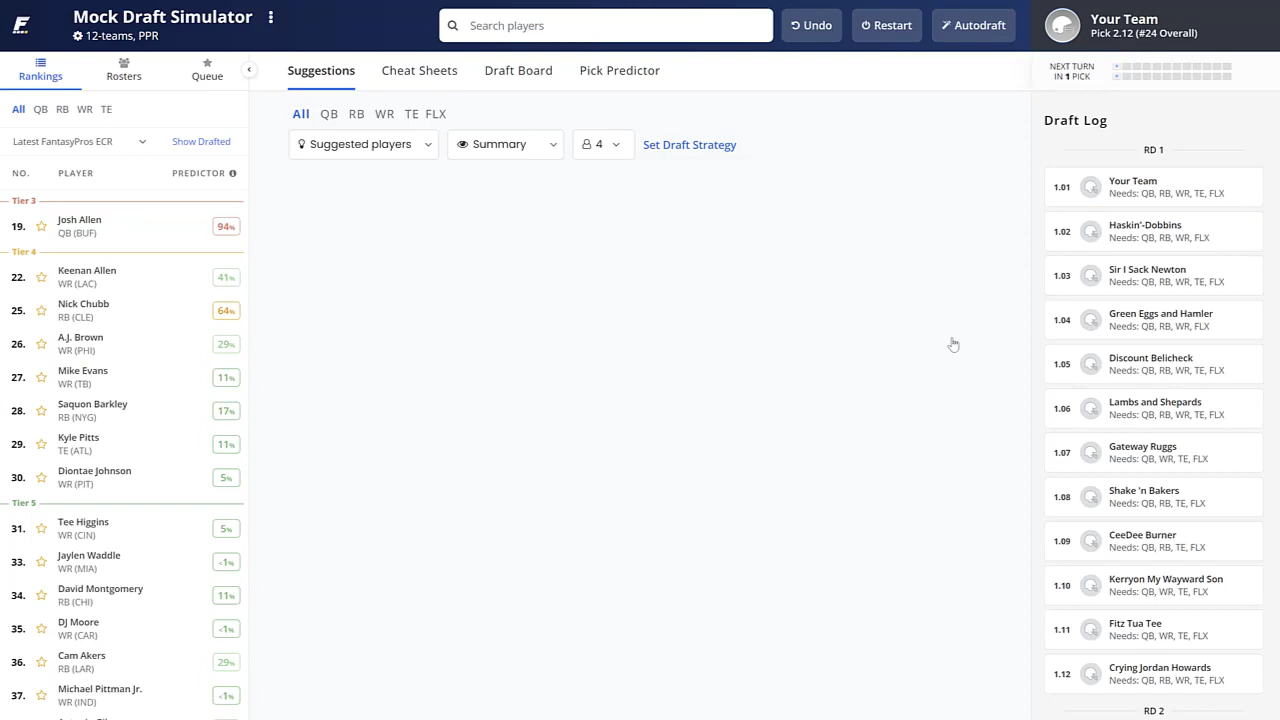 Mock Draft Simulator
12-teams, PPR
Search players
Undo
Restart
Autodraft
Your Team
Pick 2.12 (#24 Overall)
Rankings
Rosters
Queue
Suggestions
Cheat Sheets
Draft Board
Pick Predictor
NEXT TURN
IN 1 PICK
All QB RB WR TE
All QB RB WR TE FLX
Latest FantasyPros ECR
Show Drafted
Suggested players
Summary
4
Set Draft Strategy
NO. PLAYER PREDICTOR
Tier 3
19. Josh Allen 94%
QB (BUF)
Tier 4
22. Keenan Allen 41%
WR (LAC)
25. Nick Chubb 64%
RB (CLE)
26. A.J. Brown 29%
WR (PHI)
27. Mike Evans 11%
WR (TB)
28. Saquon Barkley 17%
RB (NYG)
29. Kyle Pitts 11%
TE (ATL)
30. Diontae Johnson 5%
WR (PIT)
Tier 5
31. Tee Higgins 5%
WR (CIN)
33. Jaylen Waddle <1%
WR (MIA)
34. David Montgomery 11%
RB (CHI)
35. DJ Moore <1%
WR (CAR)
36. Cam Akers 29%
RB (LAR)
37. Michael Pittman Jr. <1%
WR (IND)
Draft Log
RD 1
1.01 Your Team
Needs: QB, RB, WR, TE, FLX
1.02 Haskin'-Dobbins
Needs: QB, RB, WR, FLX
1.03 Sir I Sack Newton
Needs: QB, RB, WR, TE, FLX
1.04 Green Eggs and Hamler
Needs: QB, RB, WR, FLX
1.05 Discount Belicheck
Needs: QB, RB, WR, TE, FLX
1.06 Lambs and Shepards
Needs: QB, RB, WR, TE, FLX
1.07 Gateway Ruggs
Needs: QB, WR, TE, FLX
1.08 Shake 'n Bakers
Needs: QB, RB, TE, FLX
1.09 CeeDee Burner
Needs: QB, RB, TE, FLX
1.10 Kerryon My Wayward Son
Needs: QB, WR, TE, FLX
1.11 Fitz Tua Tee
Needs: QB, WR, TE, FLX
1.12 Crying Jordan Howards
Needs: QB, RB, WR, TE, FLX
RD 2